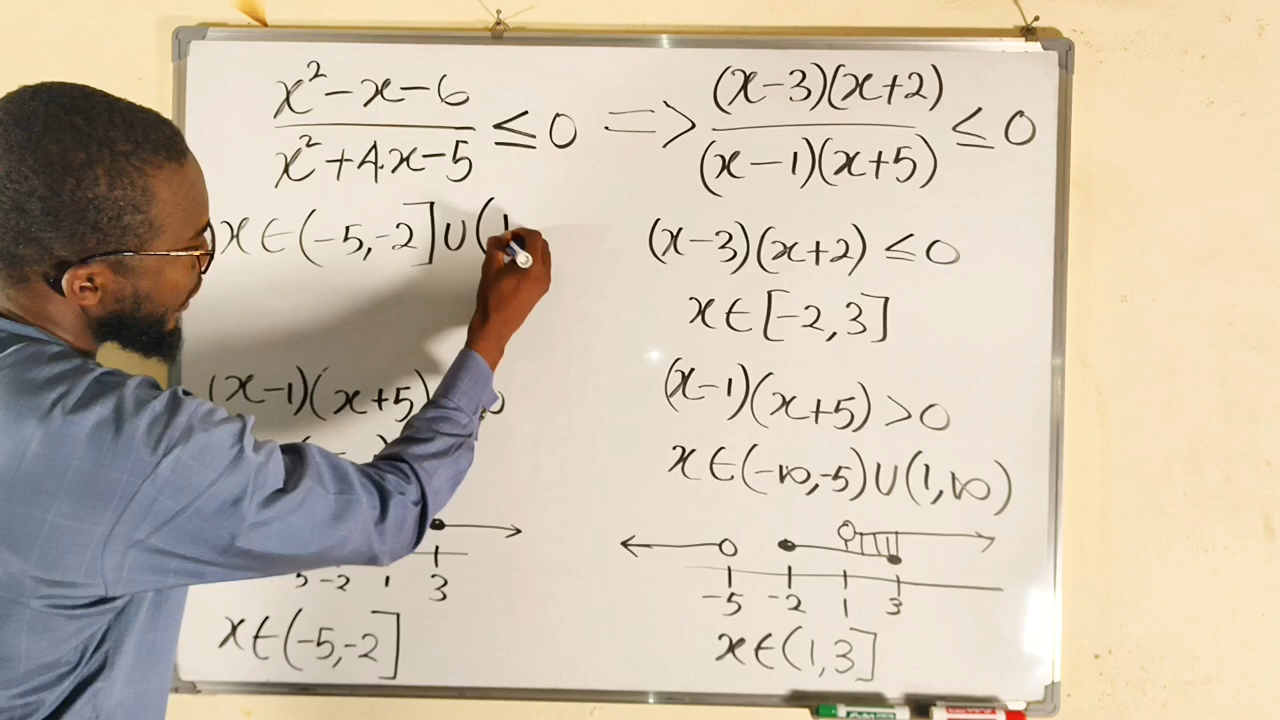 x²-x-6
x²+4x-5 ≤ 0 => (x-3)(x+2)
(x-1)(x+5) ≤ 0
x∈(-5,-2]∪(1
(x-1)(x+5)
3
x∈(-5,-2]
(x-3)(x+2) ≤ 0
x∈[-2,3]
(x-1)(x+5) > 0
x∈(-∞,-5)∪(1,∞)
-5 -2 1 3
x∈(1,3]